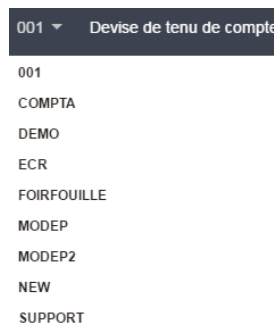 001 Devise de tenu de compte
001
COMPTA
DEMO
ECR
FOIRFOUILLE
MODEP
MODEP2
NEW
SUPPORT